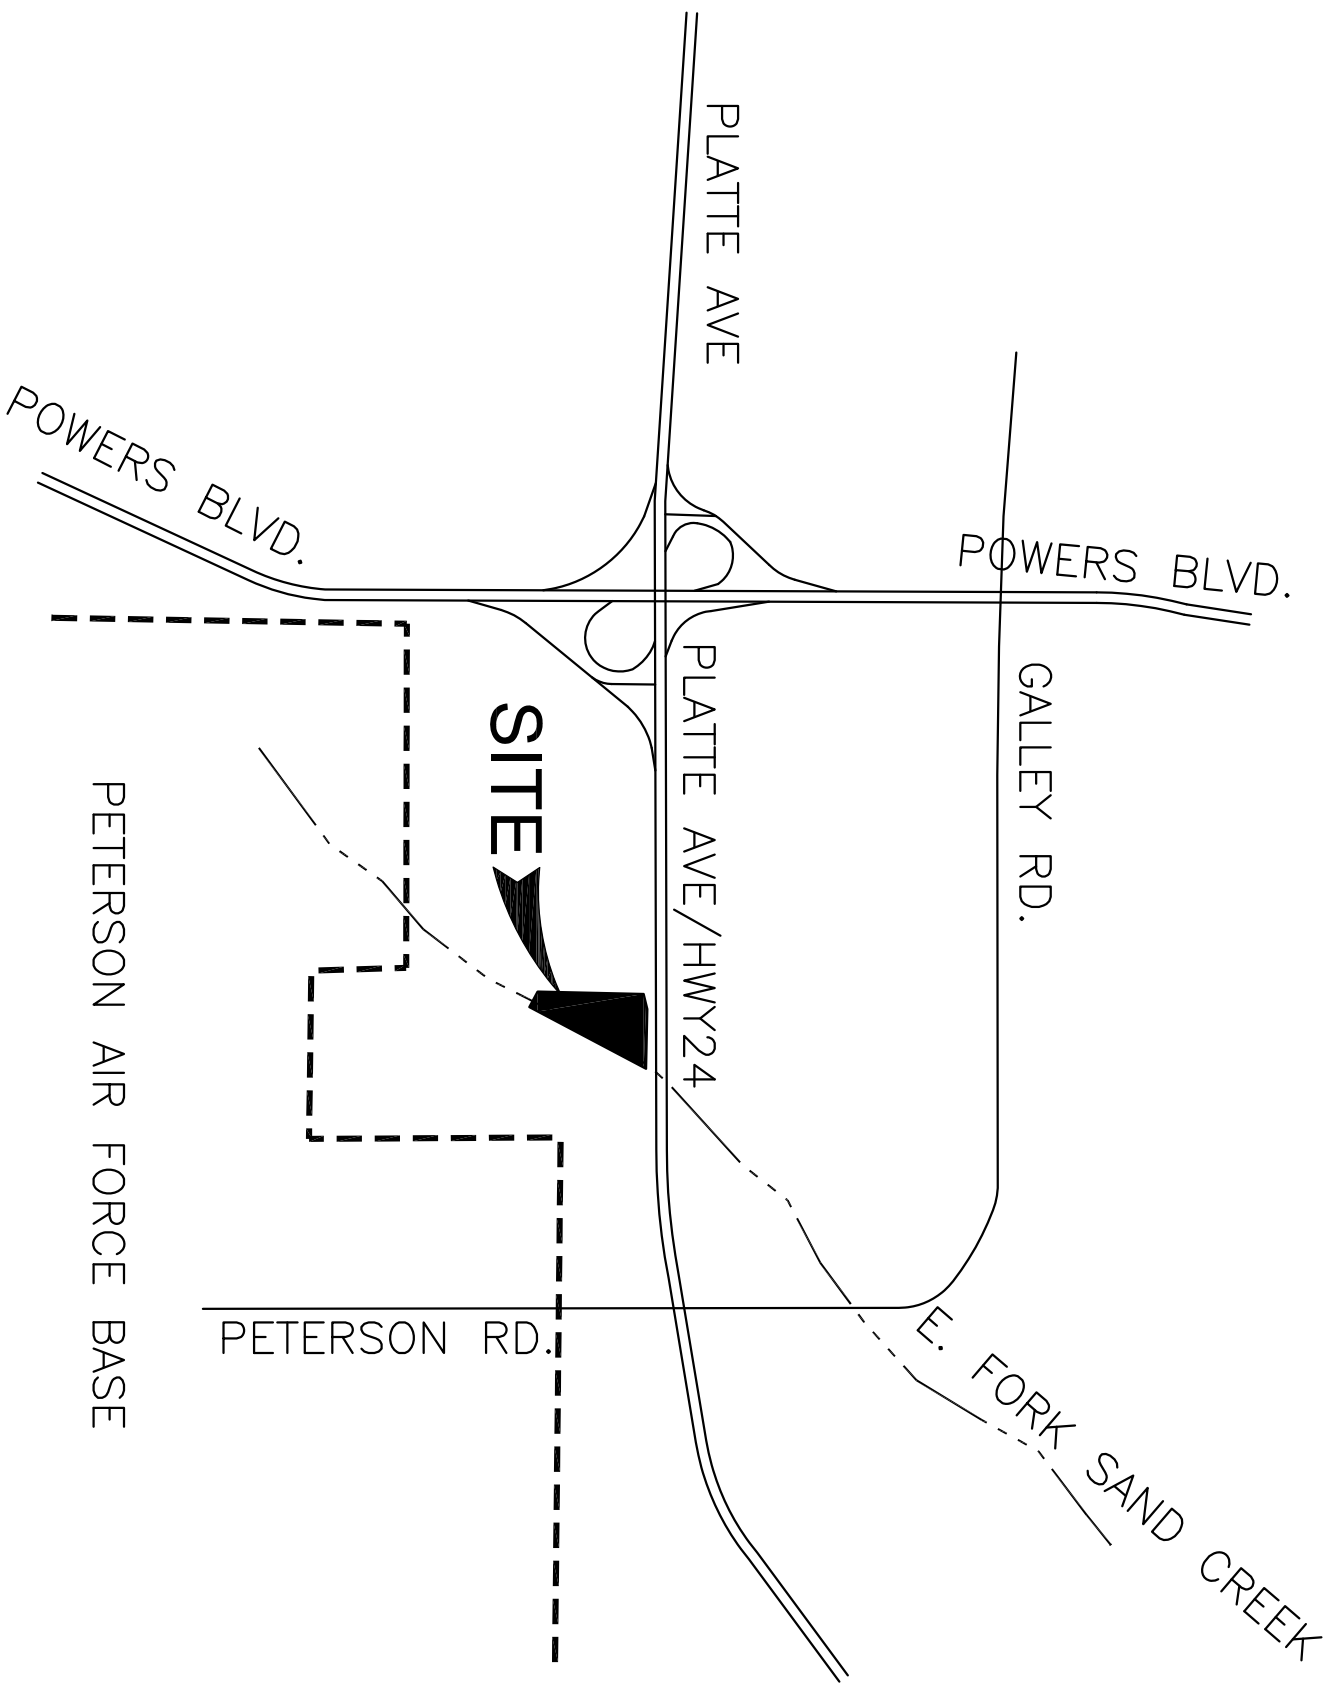 PLATTE AVE
POWERS BLVD.
POWERS BLVD.
GALLEY RD.
PLATTE AVE/HWY24
SITE
PETERSON AIR FORCE BASE
PETERSON RD.
E. FORK SAND CREEK